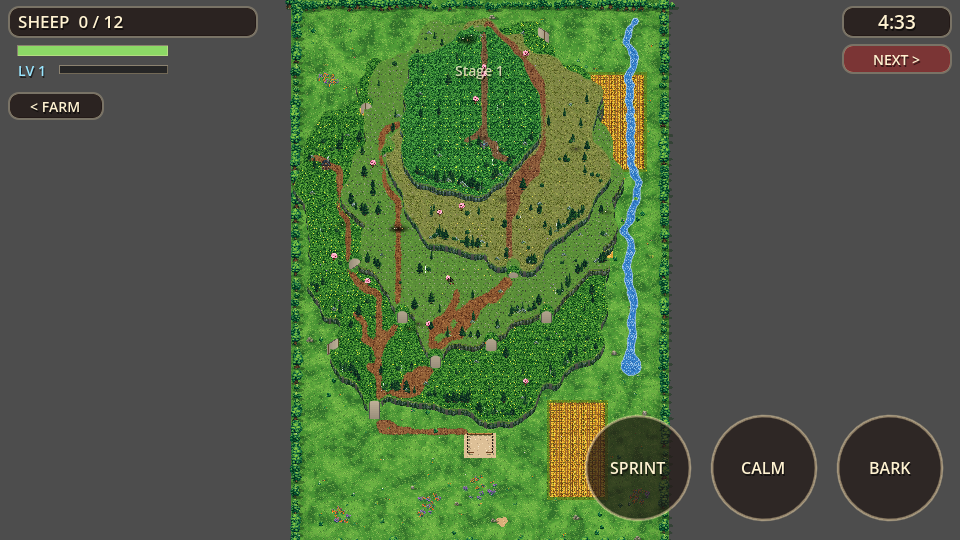 SHEEP 0 / 12
4:33
LV 1
NEXT >
< FARM
Stage 1
SPRINT
CALM
BARK